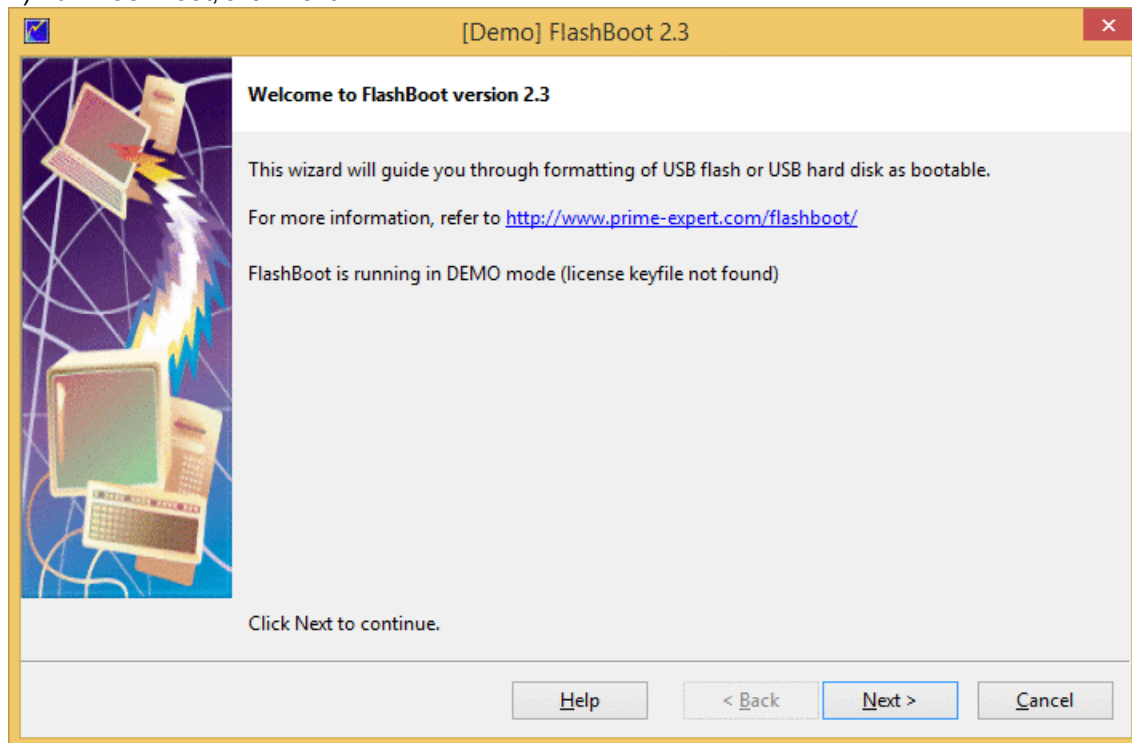 [Demo] FlashBoot 2.3
Welcome to FlashBoot version 2.3
This wizard will guide you through formatting of USB flash or USB hard disk as bootable.
For more information, refer to http://www.prime-expert.com/flashboot/
FlashBoot is running in DEMO mode (license keyfile not found)
Click Next to continue.
Help < Back Next > Cancel